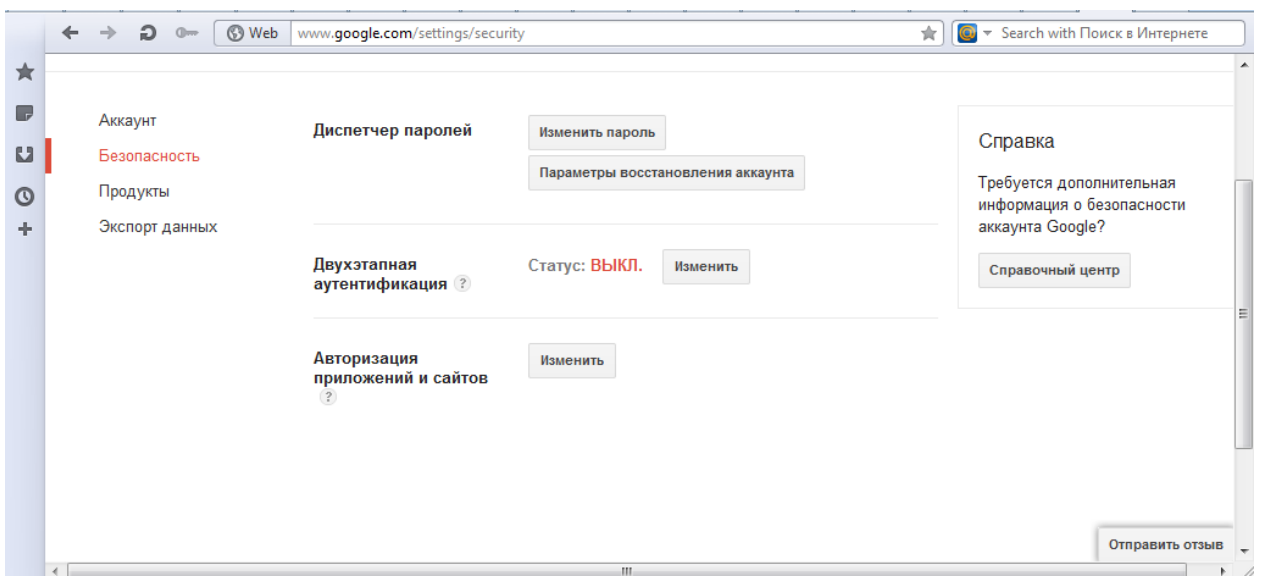 Web
www.google.com/settings/security
Search with Поиск в Интернете
Аккаунт
Безопасность
Продукты
Экспорт данных
Диспетчер паролей
Изменить пароль
Параметры восстановления аккаунта
Двухэтапная
аутентификация ?
Статус: ВЫКЛ.
Изменить
Авторизация
приложений и сайтов
?
Изменить
Справка
Требуется дополнительная
информация о безопасности
аккаунта Google?
Справочный центр
Отправить отзыв